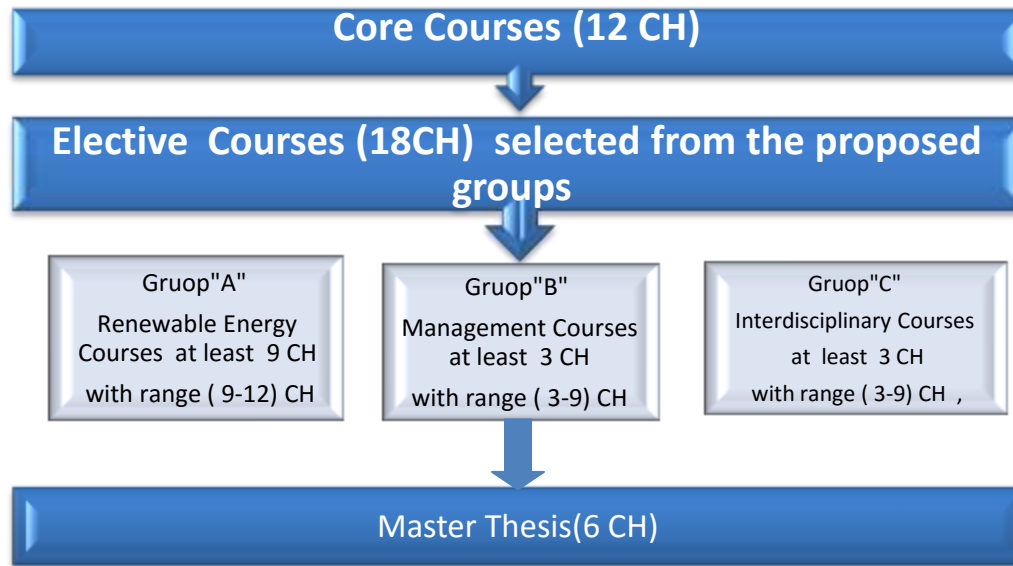 Core Courses (12 CH)
Elective Courses (18CH) selected from the proposed
groups
Gruop"A"
Renewable Energy
Courses at least 9 CH
with range ( 9-12) CH
Gruop"B"
Management Courses
at least 3 CH
with range ( 3-9) CH
Gruop"C"
Interdisciplinary Courses
at least 3 CH
with range ( 3-9) CH ,
Master Thesis(6 CH)